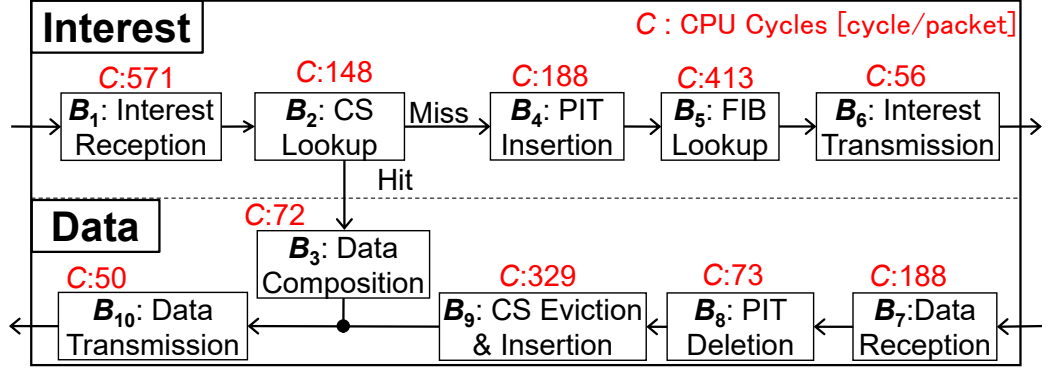 Interest
C : CPU Cycles [cycle/packet]
C:571
C:148
C:188
C:413
C:56
B1: Interest
Reception
B2: CS
Lookup
Miss
B4: PIT
Insertion
B5: FIB
Lookup
B6: Interest
Transmission
Hit
Data
C:72
B3: Data
Composition
C:50
C:329
C:73
C:188
B10: Data
Transmission
B9: CS Eviction
& Insertion
B8: PIT
Deletion
B7:Data
Reception